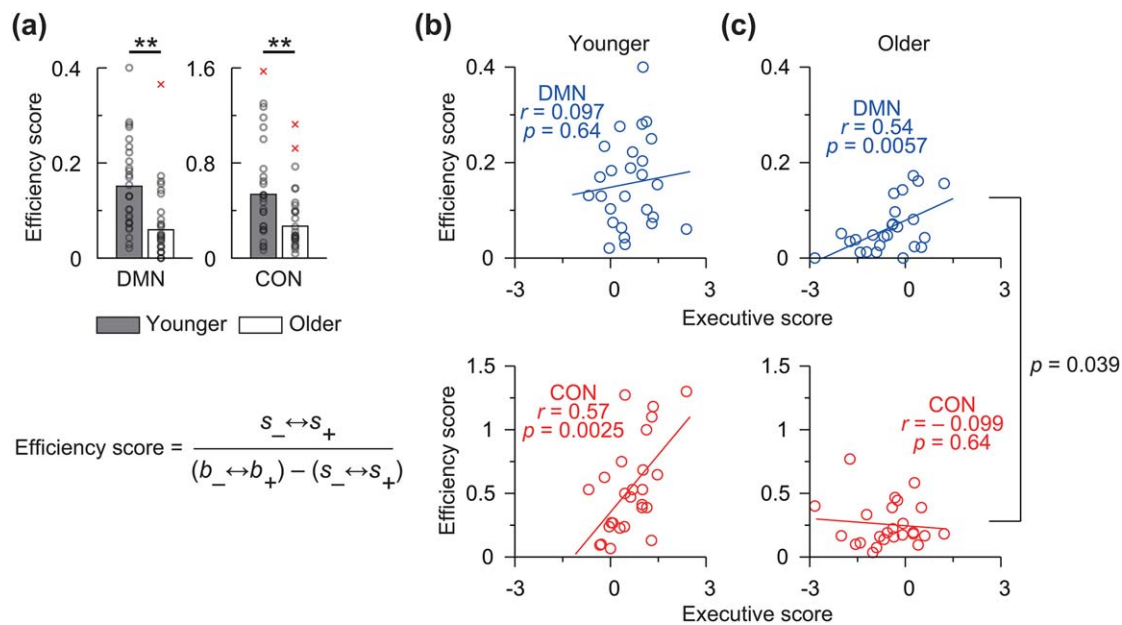 (a)
**
**
0.4
0.2
0
Efficiency score
DMN
1.6
0.8
0
CON
Younger
Older
Efficiency score = s_↔s+ / (b_↔b+) – (s_↔s+)
(b)
Younger
0.4
0.2
0
Efficiency score
DMN
r = 0.097
p = 0.64
-3
0
3
Executive score
(c)
Older
0.4
0.2
0
DMN
r = 0.54
p = 0.0057
-3
0
3
1.5
1
0.5
0
Efficiency score
CON
r = 0.57
p = 0.0025
-3
0
3
Executive score
1.5
1
0.5
0
CON
r = – 0.099
p = 0.64
-3
0
3
p = 0.039